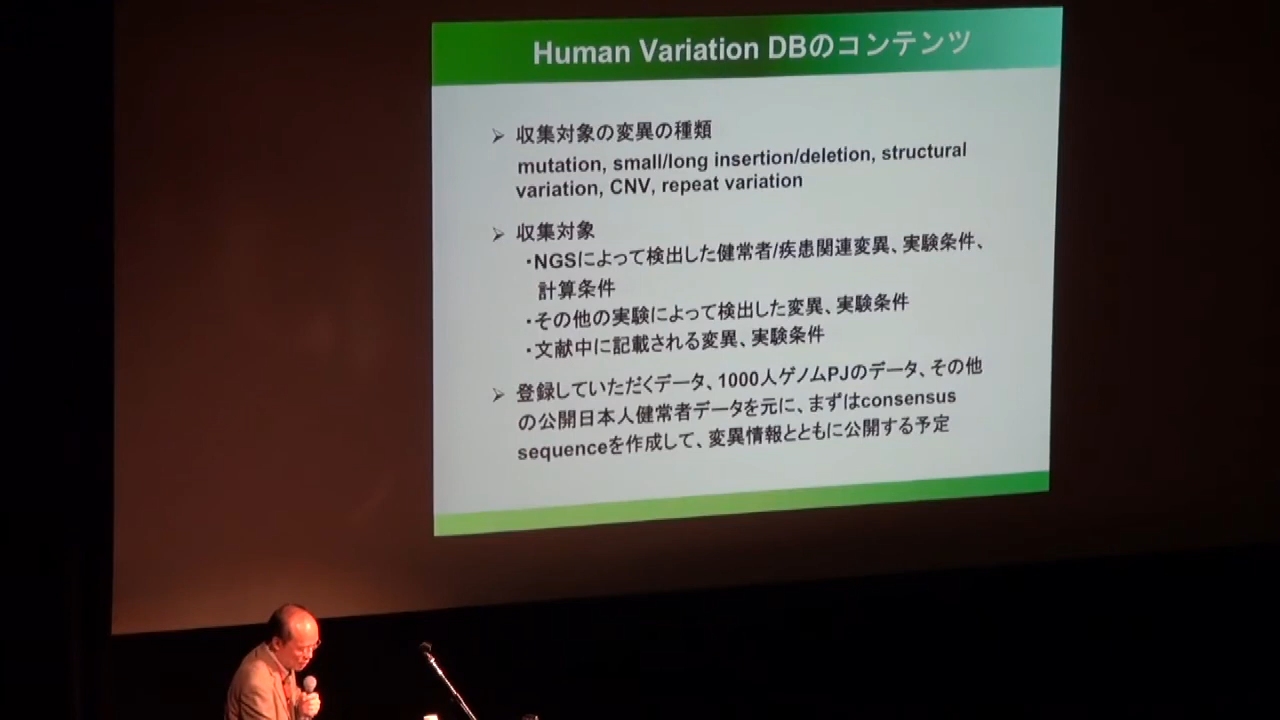 Human Variation DBのコンテンツ
➢ 収集対象の変異の種類
mutation, small/long insertion/deletion, structural
variation, CNV, repeat variation
➢ 収集対象
・NGSによって検出した健常者/疾患関連変異、実験条件、
計算条件
・その他の実験によって検出した変異、実験条件
・文献中に記載される変異、実験条件
➢ 登録していただくデータ、1000人ゲノムPJのデータ、その他
の公開日本人健常者データを元に、まずはconsensus
sequenceを作成して、変異情報とともに公開する予定